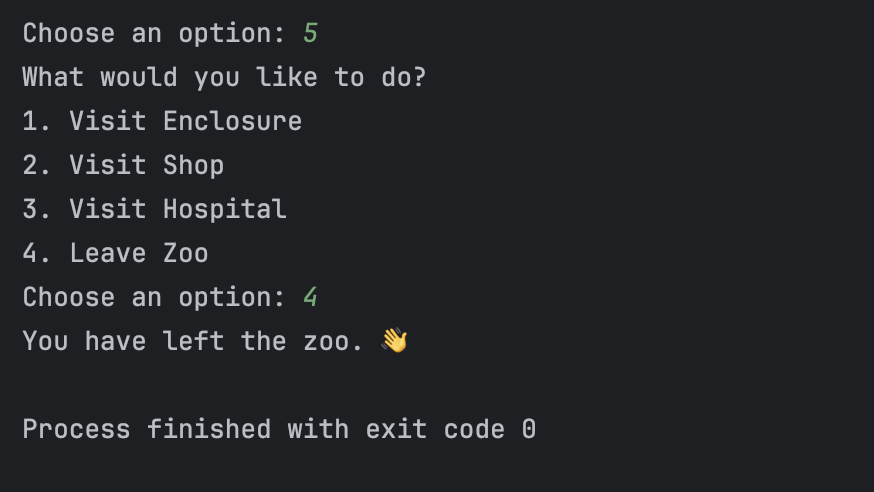 Choose an option: 5
What would you like to do?
1. Visit Enclosure
2. Visit Shop
3. Visit Hospital
4. Leave Zoo
Choose an option: 4
You have left the zoo. 👋
Process finished with exit code 0